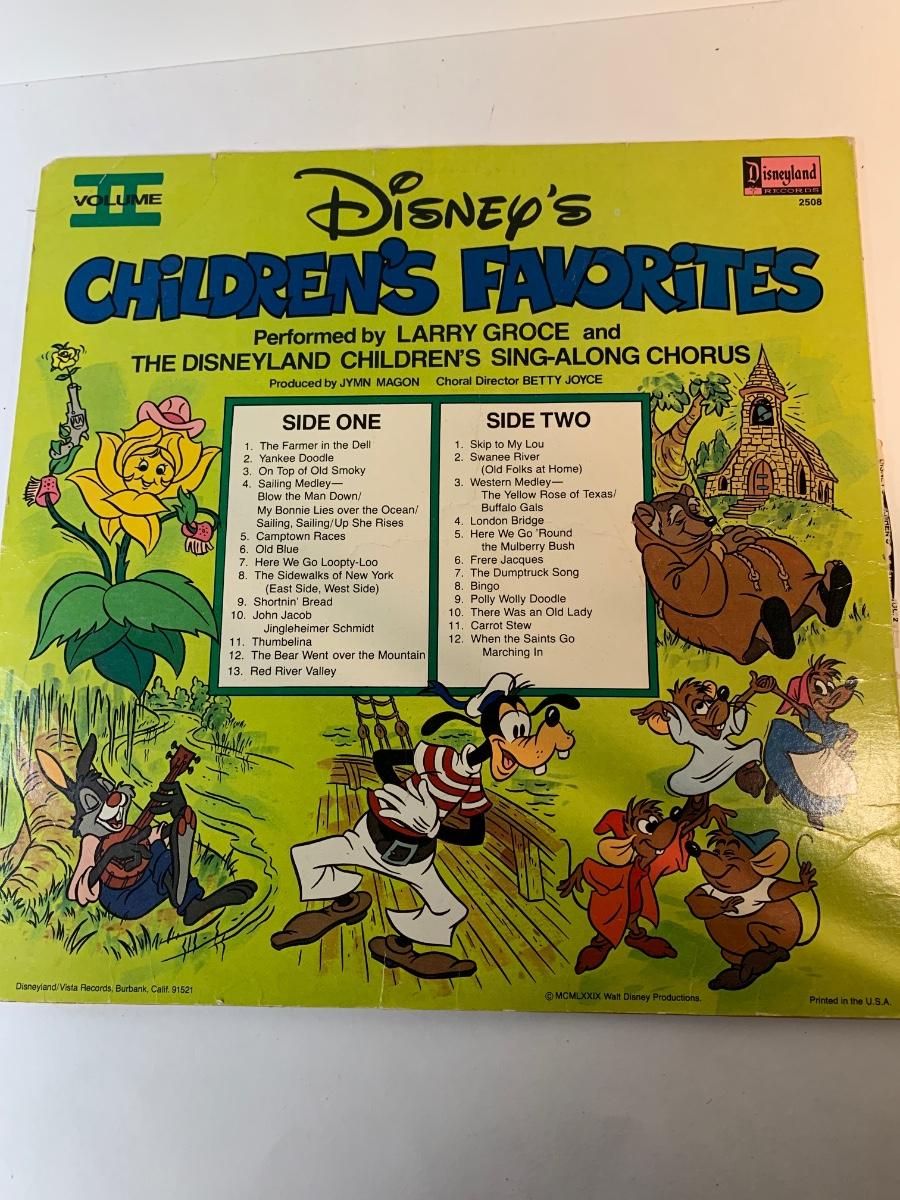 VOLUME II
Disneyland
RECORDS
2508
DISNEY'S
CHILDREN'S FAVORITES
Performed by LARRY GROCE and
THE DISNEYLAND CHILDREN'S SING-ALONG CHORUS
Produced by JYMN MAGON Choral Director BETTY JOYCE
SIDE ONE
1. The Farmer in the Dell
2. Yankee Doodle
3. On Top of Old Smoky
4. Sailing Medley—
Blow the Man Down/
My Bonnie Lies over the Ocean/
Sailing, Sailing/Up She Rises
5. Camptown Races
6. Old Blue
7. Here We Go Loopty-Loo
8. The Sidewalks of New York
(East Side, West Side)
9. Shortnin' Bread
10. John Jacob
Jingleheimer Schmidt
11. Thumbelina
12. The Bear Went over the Mountain
13. Red River Valley
SIDE TWO
1. Skip to My Lou
2. Swanee River
(Old Folks at Home)
3. Western Medley—
The Yellow Rose of Texas/
Buffalo Gals
4. London Bridge
5. Here We Go 'Round
the Mulberry Bush
6. Frere Jacques
7. The Dumptruck Song
8. Bingo
9. Polly Wolly Doodle
10. There Was an Old Lady
11. Carrot Stew
12. When the Saints Go
Marching In
Disneyland/Vista Records, Burbank, Calif. 91521
© MCMLXXIX Walt Disney Productions.
Printed in the U.S.A.